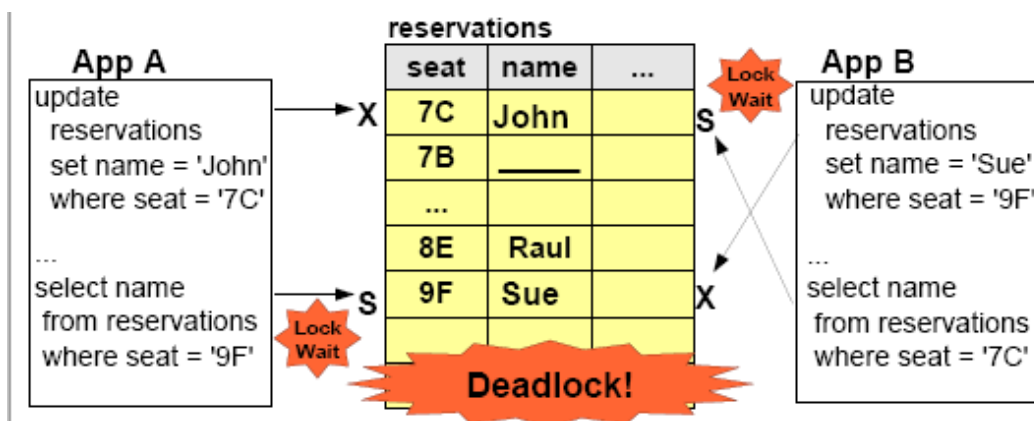 reservations
App A
update
reservations
set name = 'John'
where seat = '7C'
...
select name
from reservations
where seat = '9F'
Lock
Wait
X
S
seat name ...
7C John
7B ____
...
8E Raul
9F Sue
Deadlock!
S
X
Lock
Wait
App B
update
reservations
set name = 'Sue'
where seat = '9F'
...
select name
from reservations
where seat = '7C'